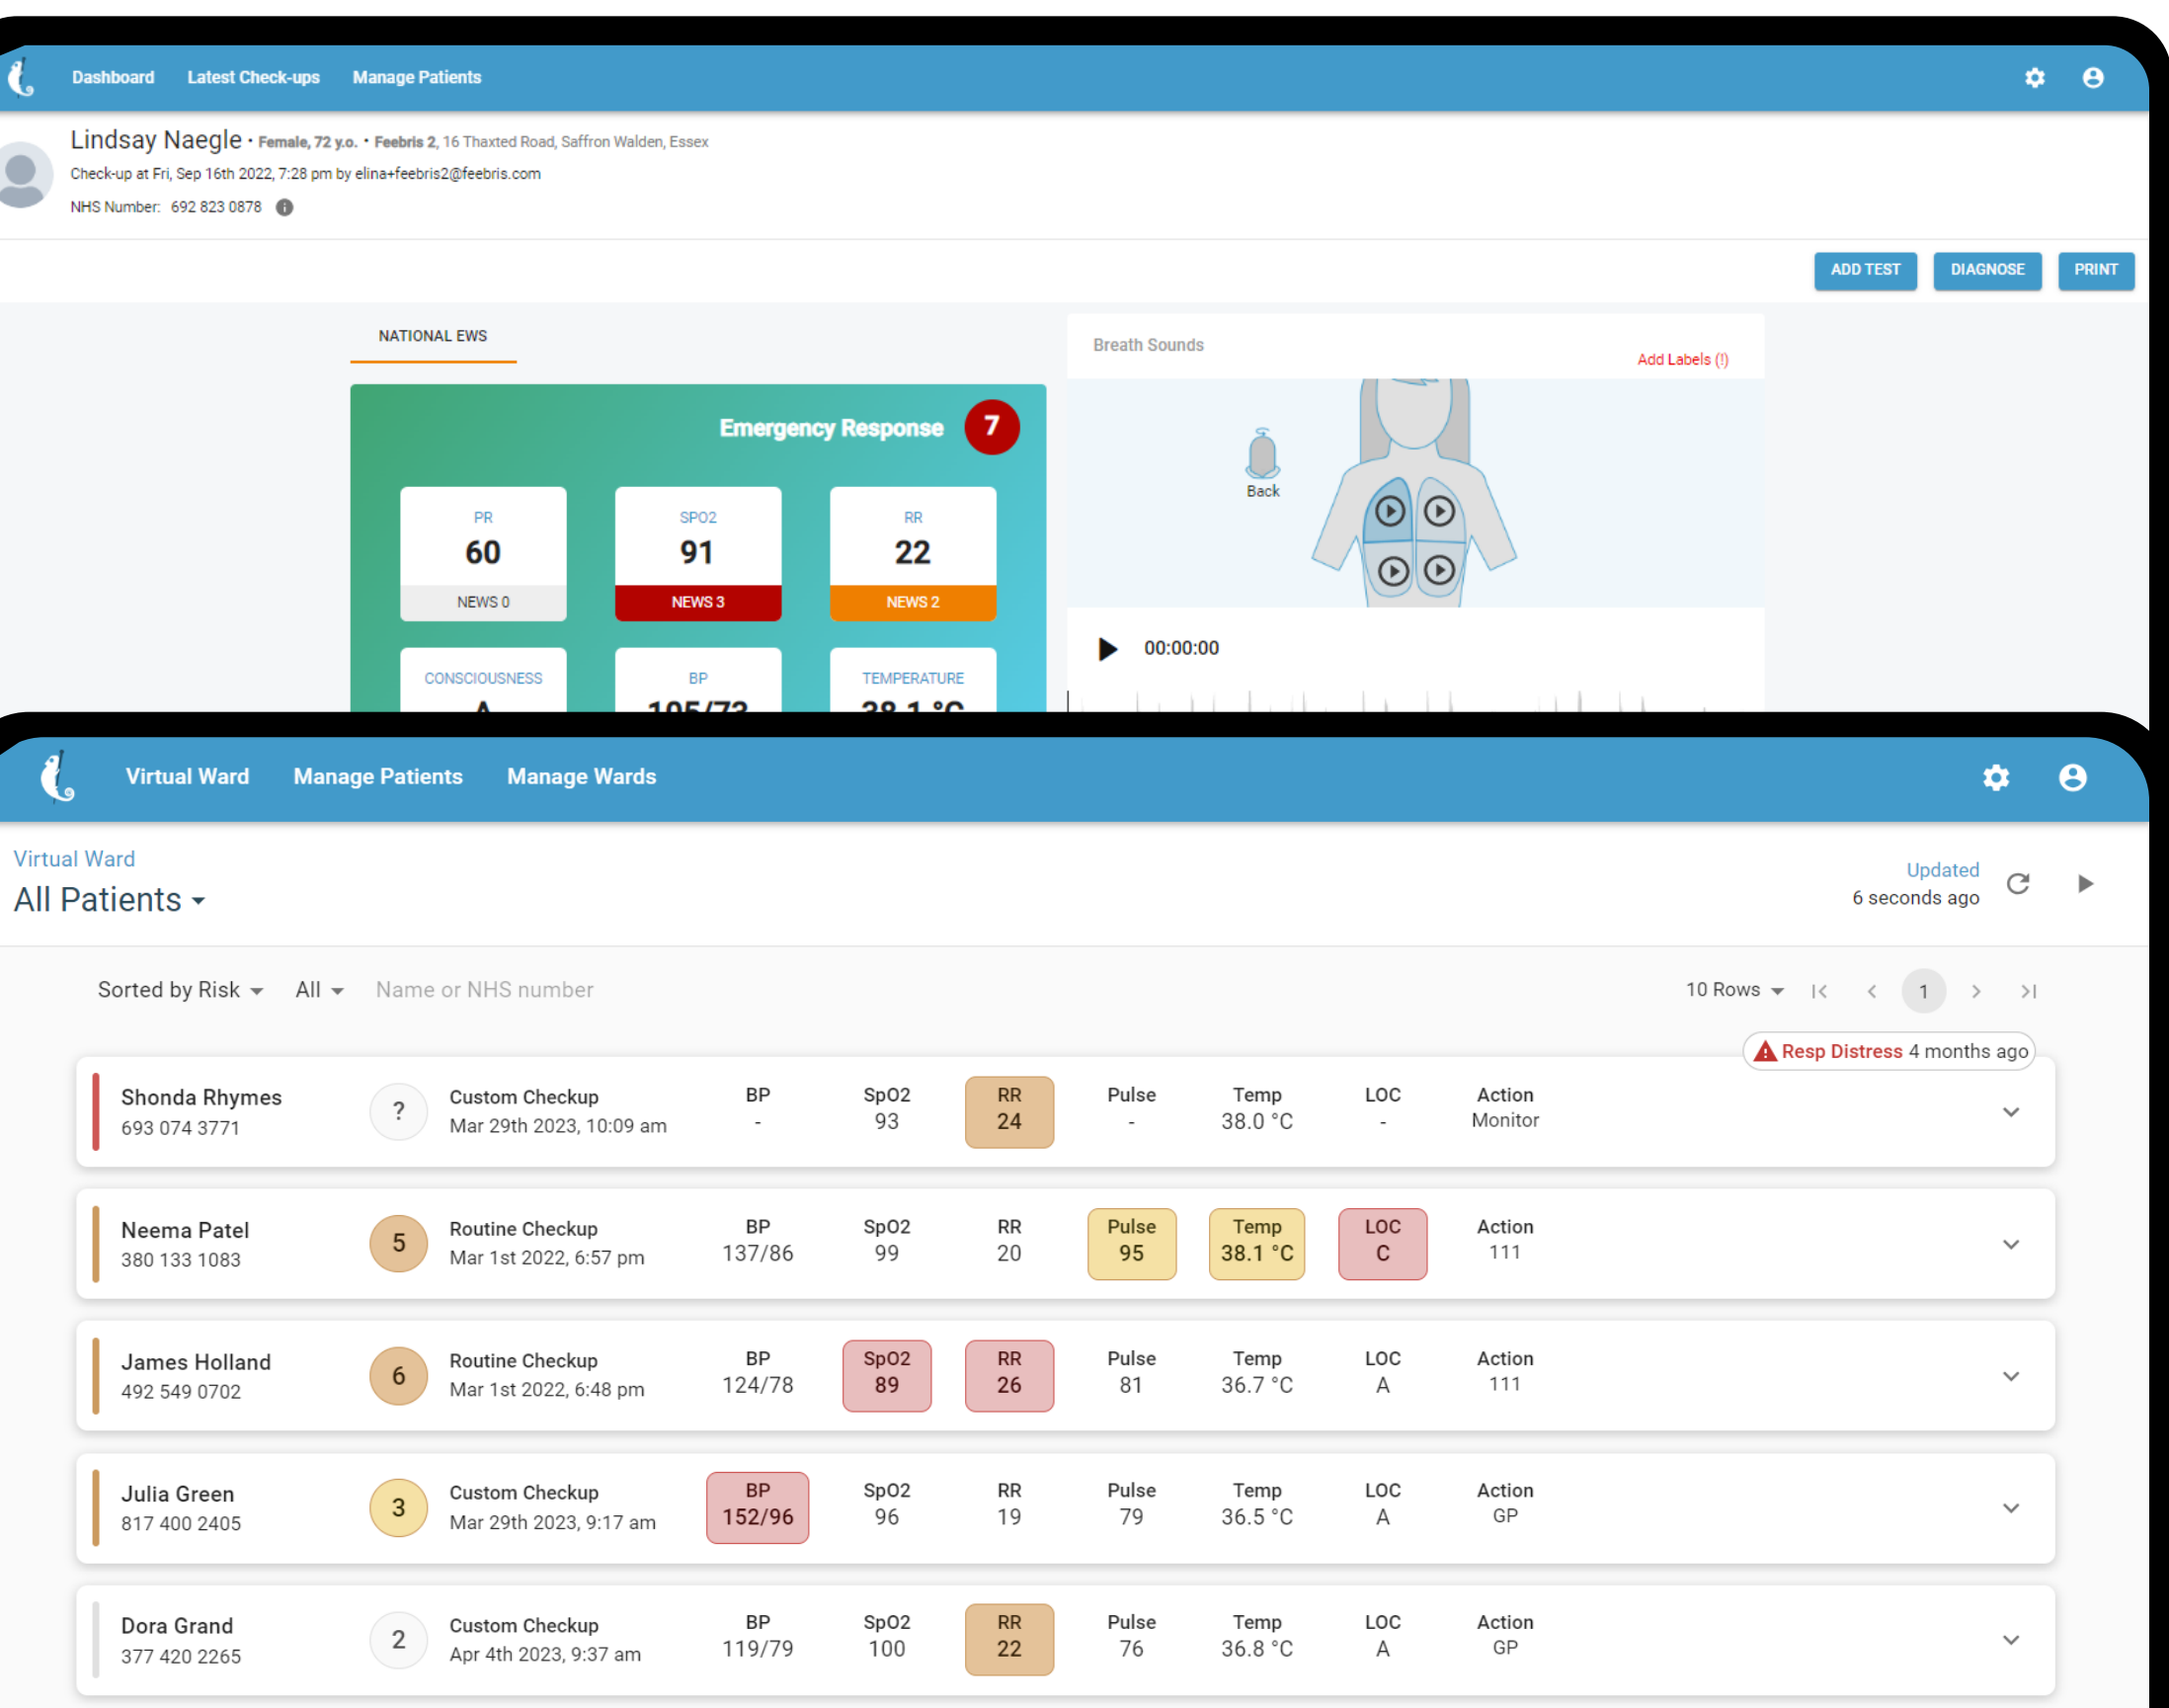 Dashboard Latest Check-ups Manage Patients
Lindsay Naegle • Female, 72 y.o. • Feebris 2, 16 Thaxted Road, Saffron Walden, Essex
Check-up at Fri, Sep 16th 2022, 7:28 pm by elina+feebris2@feebris.com
NHS Number: 692 823 0878
ADD TEST DIAGNOSE PRINT
NATIONAL EWS
Emergency Response 7
PR SPO2 RR
60 91 22
NEWS 0 NEWS 3 NEWS 2
CONSCIOUSNESS BP TEMPERATURE
A 105/73 38.1 °C
Breath Sounds
Add Labels (!)
Back
00:00:00
Virtual Ward Manage Patients Manage Wards
Virtual Ward
All Patients
Updated
6 seconds ago
Sorted by Risk All Name or NHS number 10 Rows 1
Resp Distress 4 months ago
Shonda Rhymes ? Custom Checkup BP SpO2 RR Pulse Temp LOC Action
693 074 3771 Mar 29th 2023, 10:09 am - 93 24 - 38.0 °C - Monitor
Neema Patel 5 Routine Checkup BP SpO2 RR Pulse Temp LOC Action
380 133 1083 Mar 1st 2022, 6:57 pm 137/86 99 20 95 38.1 °C C 111
James Holland 6 Routine Checkup BP SpO2 RR Pulse Temp LOC Action
492 549 0702 Mar 1st 2022, 6:48 pm 124/78 89 26 81 36.7 °C A 111
Julia Green 3 Custom Checkup BP SpO2 RR Pulse Temp LOC Action
817 400 2405 Mar 29th 2023, 9:17 am 152/96 96 19 79 36.5 °C A GP
Dora Grand 2 Custom Checkup BP SpO2 RR Pulse Temp LOC Action
377 420 2265 Apr 4th 2023, 9:37 am 119/79 100 22 76 36.8 °C A GP